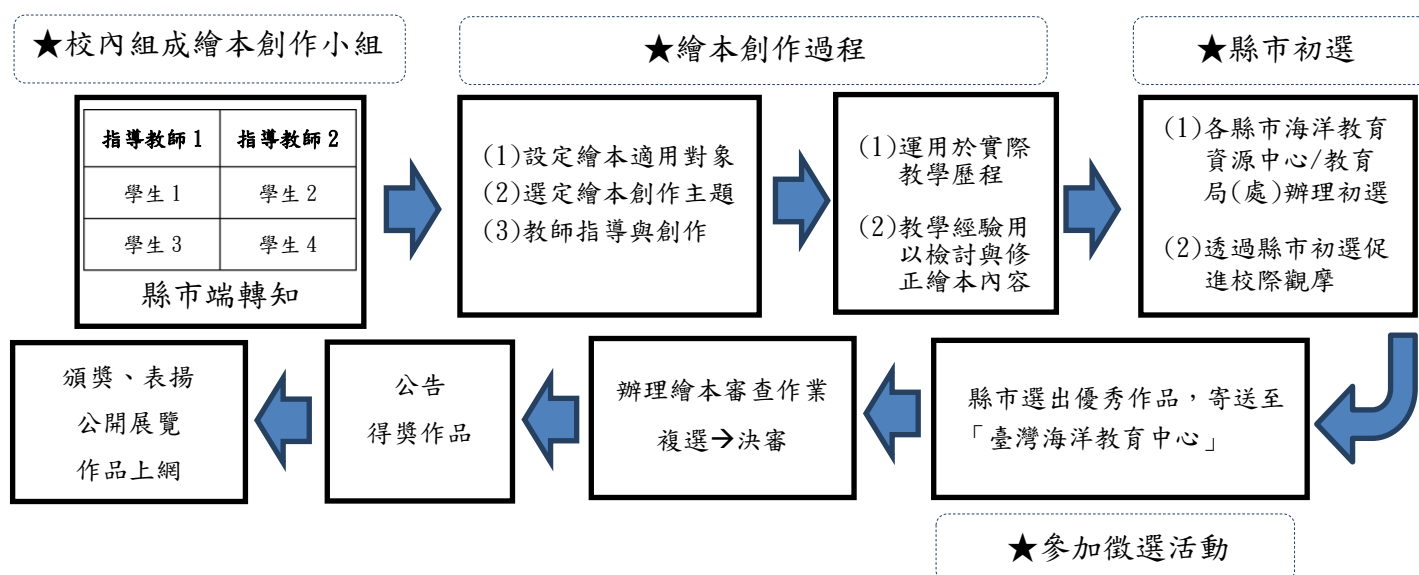 ★校內組成繪本創作小組
★繪本創作過程
★縣市初選
指導教師 1 指導教師 2
學生 1 學生 2
學生 3 學生 4
縣市端轉知
(1)設定繪本適用對象
(2)選定繪本創作主題
(3)教師指導與創作
(1)運用於實際
教學歷程
(2)教學經驗用
以檢討與修
正繪本內容
(1)各縣市海洋教育
資源中心/教育
局(處)辦理初選
(2)透過縣市初選促
進校際觀摩
縣市選出優秀作品，寄送至
「臺灣海洋教育中心」
辦理繪本審查作業
複選→決審
公告
得獎作品
頒獎、表揚
公開展覽
作品上網
★參加徵選活動